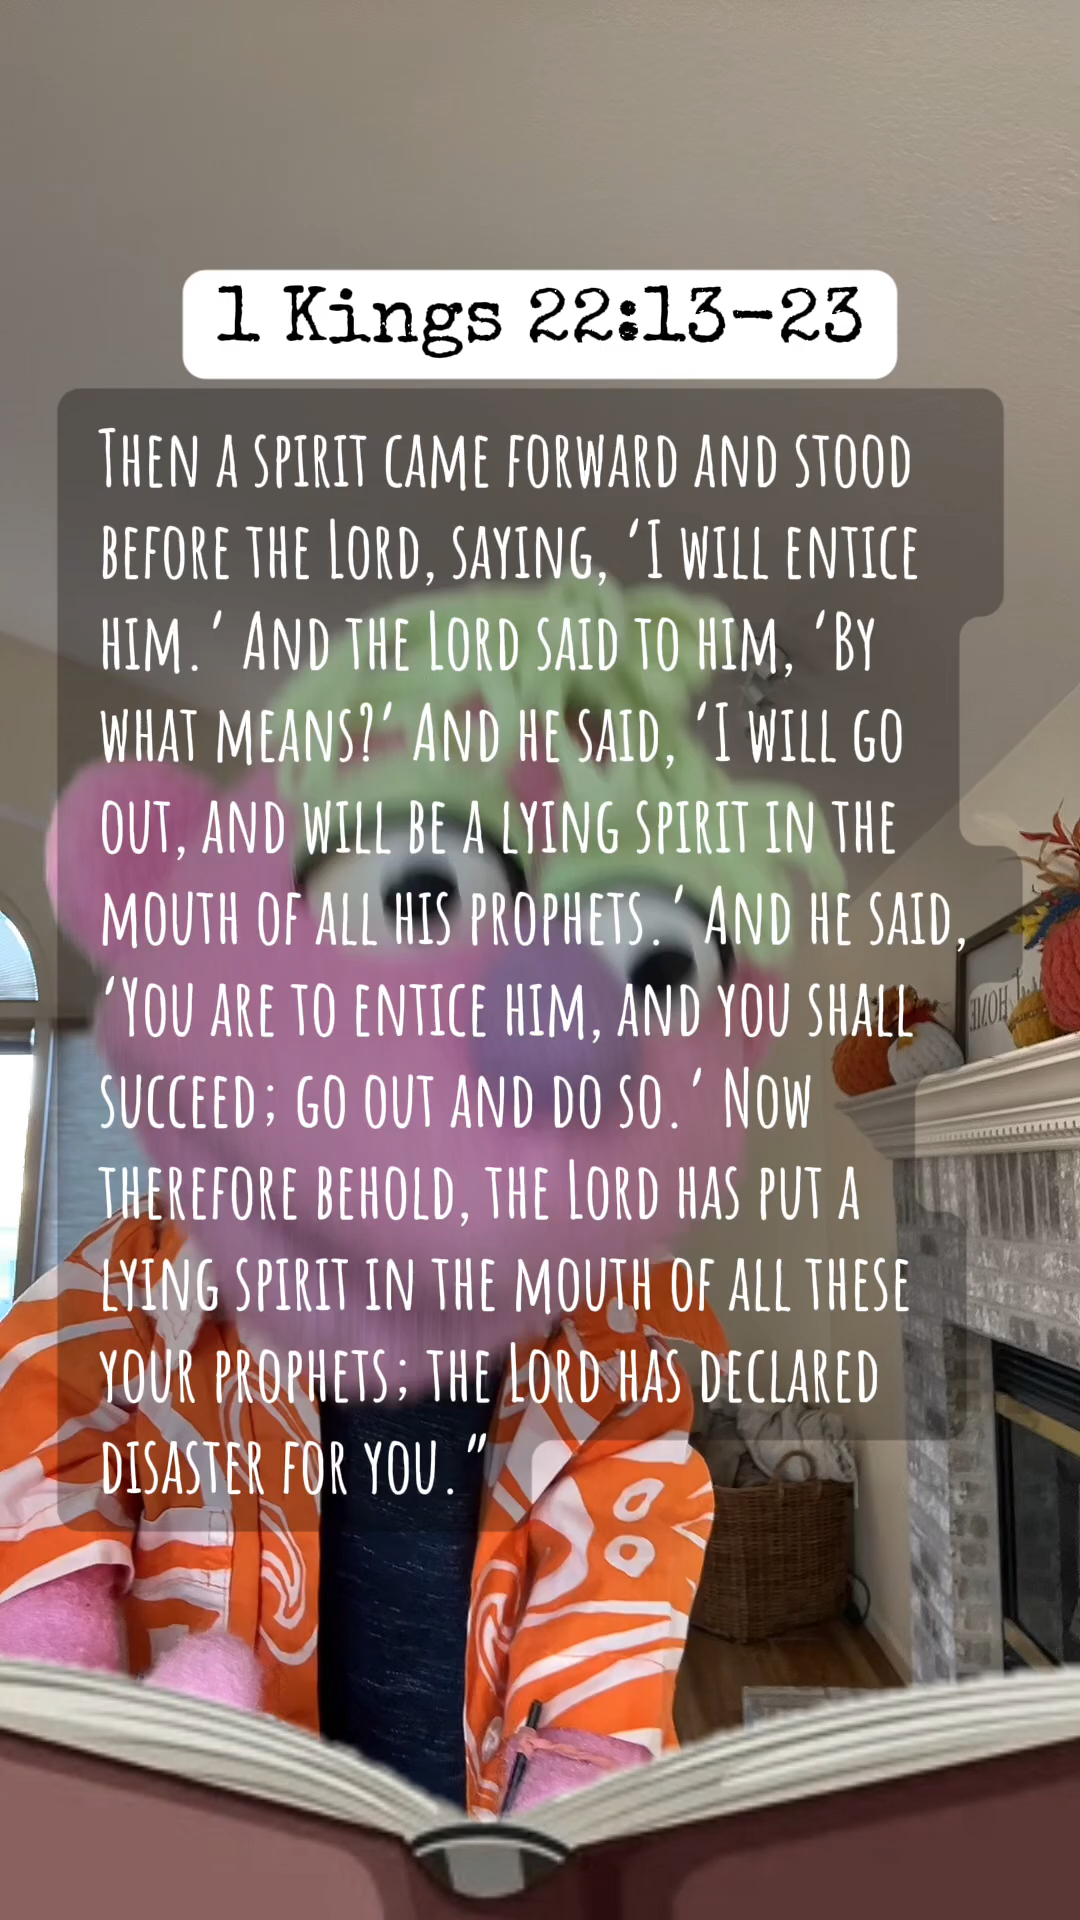 1 Kings 22:13-23
Then a spirit came forward and stood
before the Lord, saying, ‘I will entice
him.’ And the Lord said to him, ‘By
what means?’ And he said, ‘I will go
out, and will be a lying spirit in the
mouth of all his prophets.’ And he said,
‘You are to entice him, and you shall
succeed; go out and do so.’ Now
therefore behold, the Lord has put a
lying spirit in the mouth of all these
your prophets; the Lord has declared
disaster for you.”
HOME